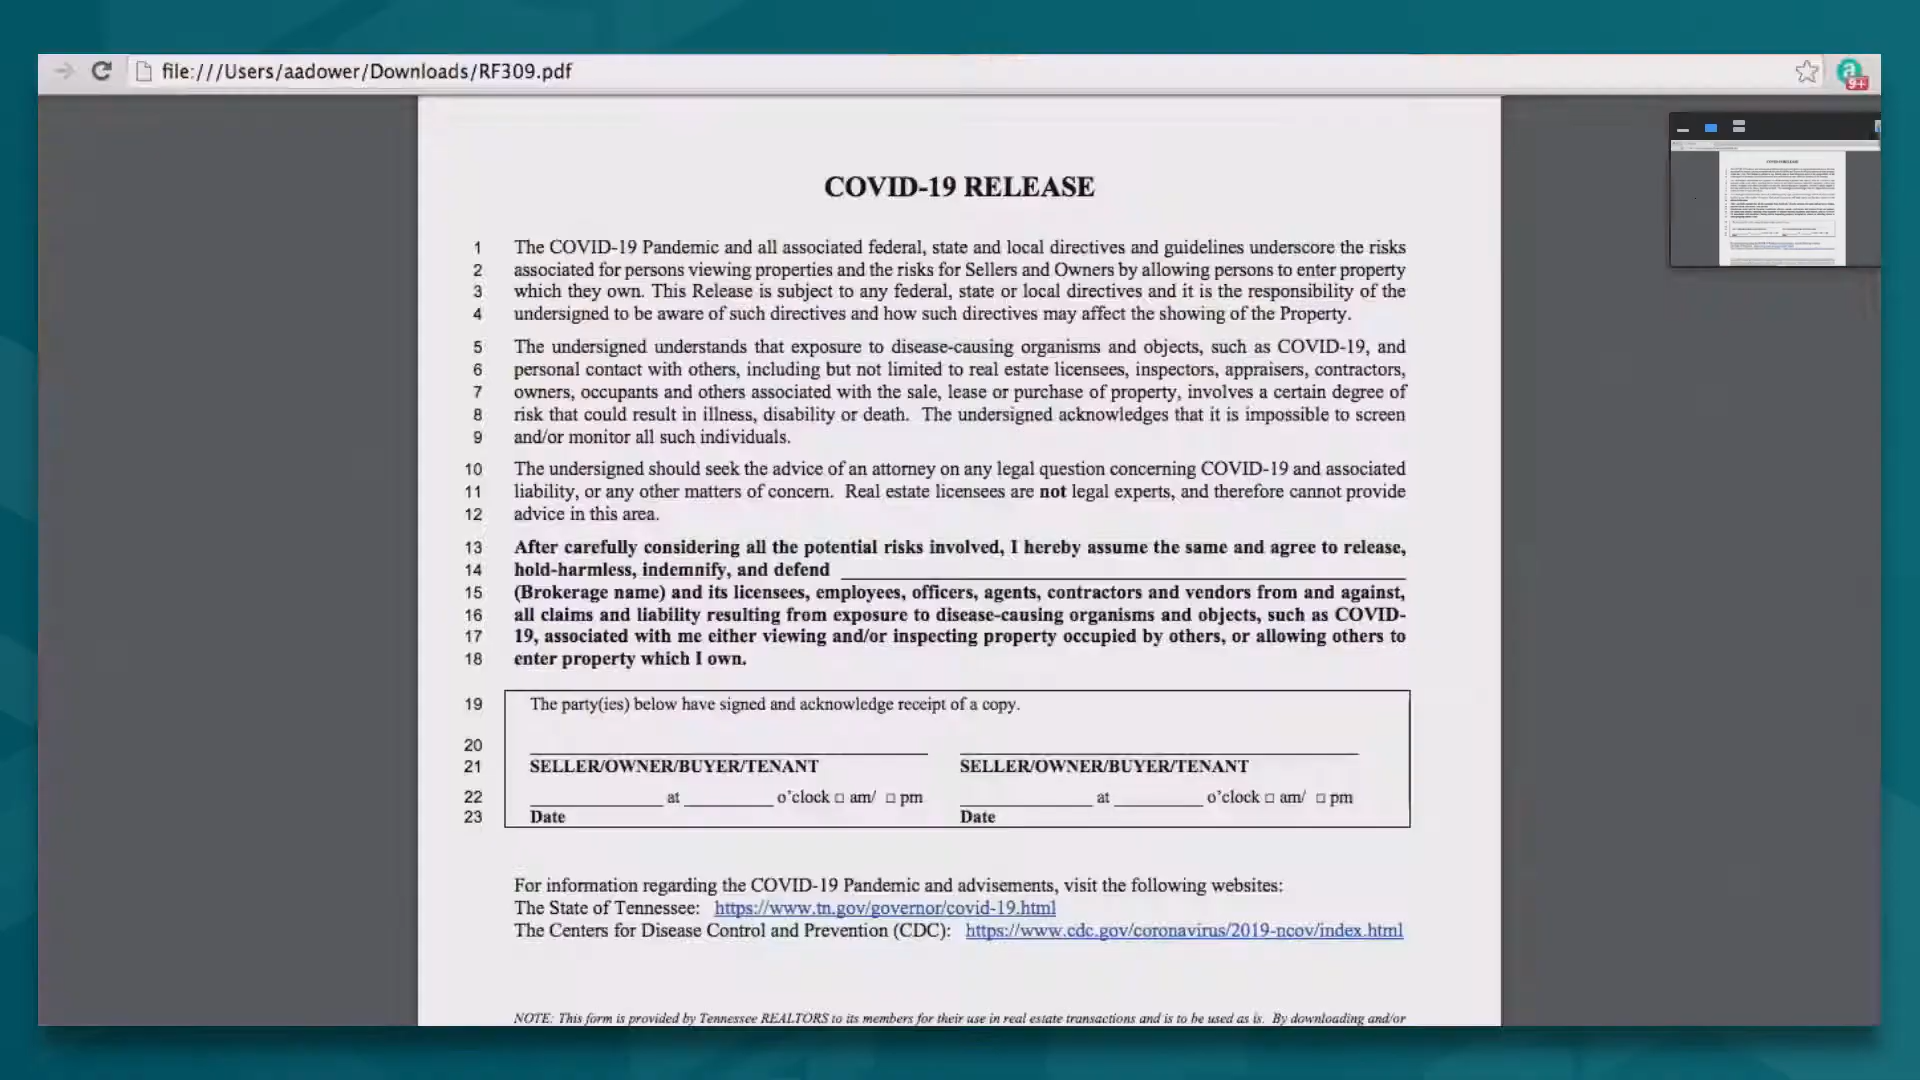 file:///Users/aadower/Downloads/RF309.pdf
a
9+
COVID-19 RELEASE
1 The COVID-19 Pandemic and all associated federal, state and local directives and guidelines underscore the risks
2 associated for persons viewing properties and the risks for Sellers and Owners by allowing persons to enter property
3 which they own. This Release is subject to any federal, state or local directives and it is the responsibility of the
4 undersigned to be aware of such directives and how such directives may affect the showing of the Property.
5 The undersigned understands that exposure to disease-causing organisms and objects, such as COVID-19, and
6 personal contact with others, including but not limited to real estate licensees, inspectors, appraisers, contractors,
7 owners, occupants and others associated with the sale, lease or purchase of property, involves a certain degree of
8 risk that could result in illness, disability or death. The undersigned acknowledges that it is impossible to screen
9 and/or monitor all such individuals.
10 The undersigned should seek the advice of an attorney on any legal question concerning COVID-19 and associated
11 liability, or any other matters of concern. Real estate licensees are not legal experts, and therefore cannot provide
12 advice in this area.
13 After carefully considering all the potential risks involved, I hereby assume the same and agree to release,
14 hold-harmless, indemnify, and defend ____________________
15 (Brokerage name) and its licensees, employees, officers, agents, contractors and vendors from and against,
16 all claims and liability resulting from exposure to disease-causing organisms and objects, such as COVID-
17 19, associated with me either viewing and/or inspecting property occupied by others, or allowing others to
18 enter property which I own.
19 The party(ies) below have signed and acknowledge receipt of a copy.
20
21 SELLER/OWNER/BUYER/TENANT SELLER/OWNER/BUYER/TENANT
22 ______ at ______ o’clock □ am/ □ pm ______ at ______ o’clock □ am/ □ pm
23 Date Date
For information regarding the COVID-19 Pandemic and advisements, visit the following websites:
The State of Tennessee: https://www.tn.gov/governor/covid-19.html
The Centers for Disease Control and Prevention (CDC): https://www.cdc.gov/coronavirus/2019-ncov/index.html
NOTE: This form is provided by Tennessee REALTORS to its members for their use in real estate transactions and is to be used as is. By downloading and/or